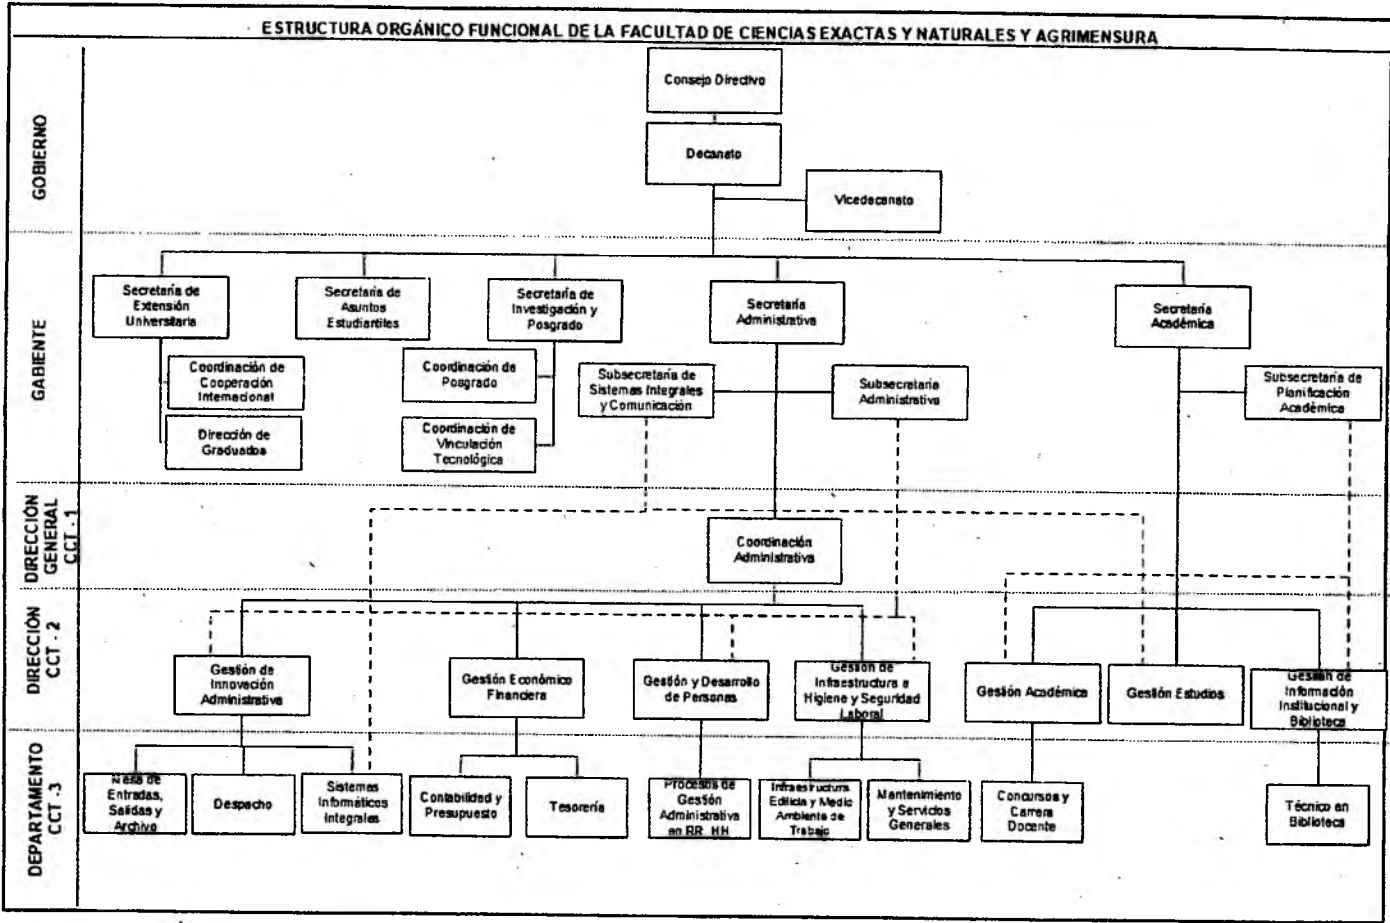 ESTRUCTURA ORGÁNICO FUNCIONAL DE LA FACULTAD DE CIENCIAS EXACTAS Y NATURALES Y AGRIMENSURA
GOBIERNO
Consejo Directivo
Decanato
Vicedecanato
GABIENTE
Secretaría de
Extensión
Universitaria
Secretaría de
Asuntos
Estudiantiles
Secretaría de
Investigación y
Posgrado
Secretaría
Administrativa
Secretaría
Académica
Coordinación de
Cooperación
Internacional
Dirección de
Graduados
Coordinación de
Posgrado
Coordinación de
Vinculación
Tecnológica
Subsecretaría de
Sistemas Integrales
y Comunicación
Subsecretaría
Administrativa
Subsecretaría de
Planificación
Académica
DIRECCIÓN
GENERAL
CCT - 1
Coordinación
Administrativa
DIRECCIÓN
CCT - 2
Gestión de
Innovación
Administrativa
Gestión Económico
Financiera
Gestión y Desarrollo
de Personas
Gestión de
Infraestructura e
Higiene y Seguridad
Laboral
Gestión Académica
Gestión Estudios
Gestión de
Información
Institucional y
Biblioteca
DEPARTAMENTO
CCT -3
Mesa de
Entradas,
Salidas y
Archivo
Despacho
Sistemas
Informáticos
Integrales
Contabilidad y
Presupuesto
Tesorería
Procesos de
Gestión
Administrativa
en RR. HH
Infraestructura
Edilicia y Medio
Ambiente de
Trabajo
Mantenimiento
y Servicios
Generales
Concursos y
Carrera
Docente
Técnico en
Biblioteca